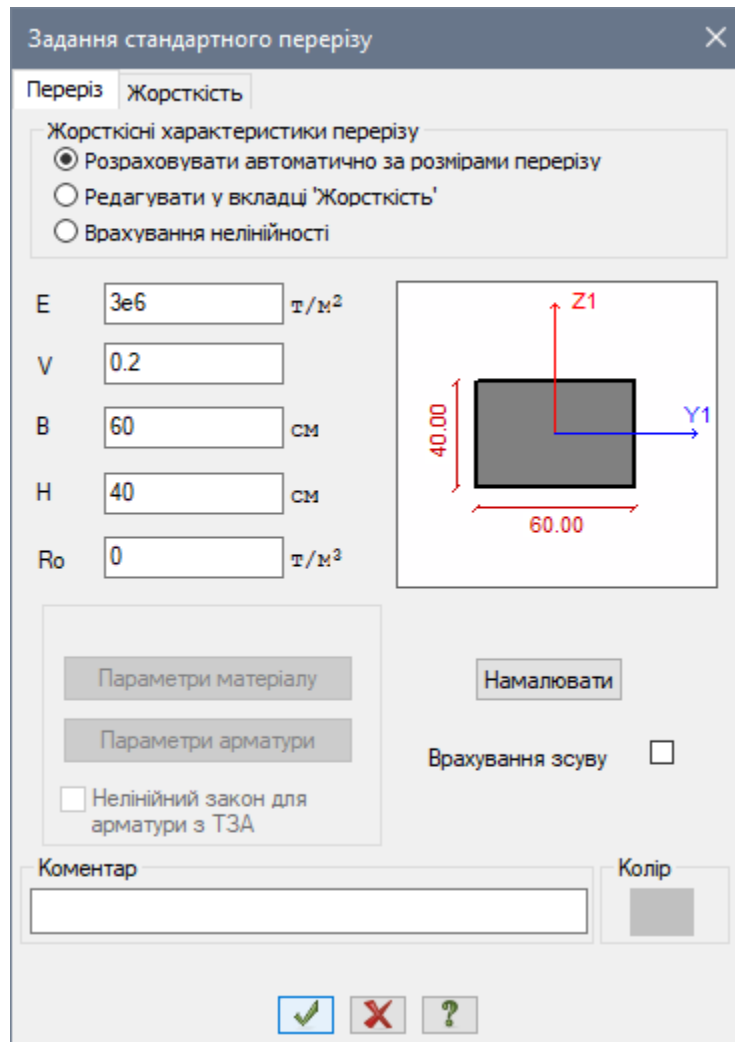 Задання стандартного перерізу
Переріз Жорсткість
Жорсткісні характеристики перерізу
Розраховувати автоматично за розмірами перерізу
Редагувати у вкладці 'Жорсткість'
Врахування нелінійності
E 3e6 т/м²
V 0.2
B 60 см
H 40 см
Ro 0 т/м³
Z1
Y1
40.00
60.00
Параметри матеріалу
Намалювати
Параметри арматури
Врахування зсуву
Нелінійний закон для
арматури з ТЗА
Коментар
Колір